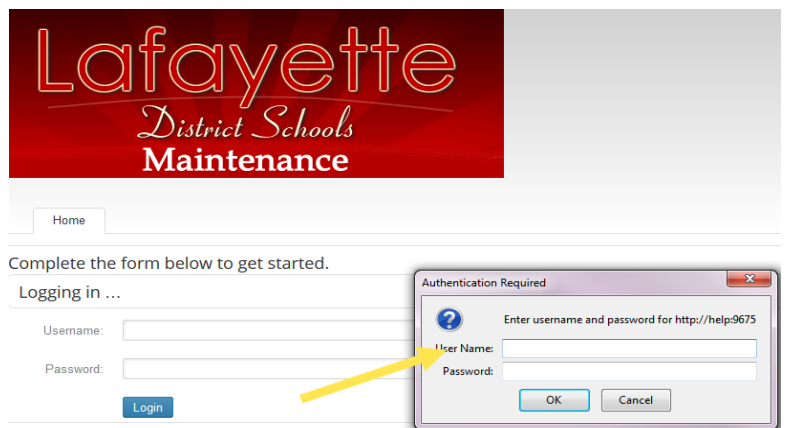 Lafayette
District Schools
Maintenance
Home
Complete the form below to get started.
Logging in ...
Username:
Password:
Login
Authentication Required
Enter username and password for http://help:9675
User Name:
Password:
OK
Cancel